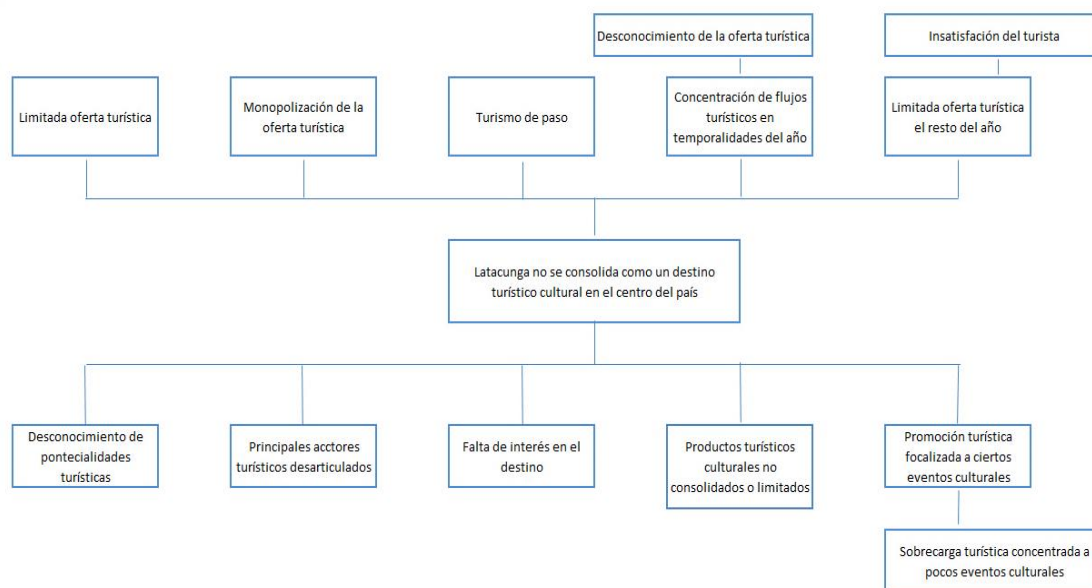 Desconocimiento de la oferta turística
Insatisfación del turista
Limitada oferta turística
Monopolización de la
oferta turística
Turismo de paso
Concentración de flujos
turísticos en
temporalidades del año
Limitada oferta turística
el resto del año
Latacunga no se consolida como un destino
turístico cultural en el centro del país
Desconocimiento de
pontecialidades
turísticas
Principales acctores
turísticos desarticulados
Falta de interés en el
destino
Productos turísticos
culturales no
consolidados o limitados
Promoción turística
focalizada a ciertos
eventos culturales
Sobrecarga turística concentrada a
pocos eventos culturales